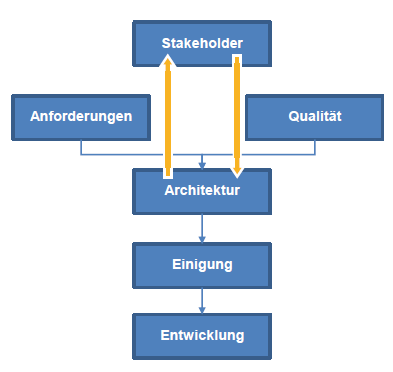 Stakeholder
Anforderungen
Qualität
Architektur
Einigung
Entwicklung